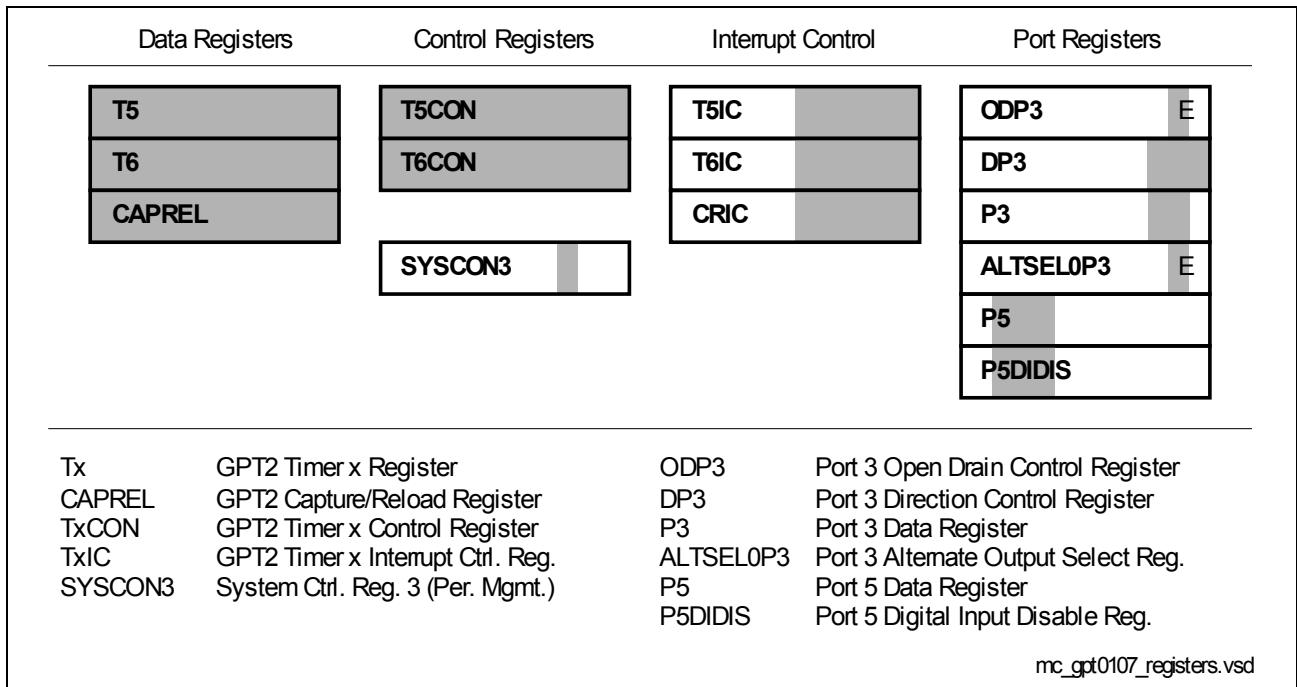 Data Registers Control Registers Interrupt Control Port Registers
T5 T5CON T5IC ODP3 E
T6 T6CON T6IC DP3
CAPREL CRIC P3
SYSCON3 ALTSEL0P3 E
P5
P5DIDIS
Tx GPT2 Timer x Register ODP3 Port 3 Open Drain Control Register
CAPREL GPT2 Capture/Reload Register DP3 Port 3 Direction Control Register
TxCON GPT2 Timer x Control Register P3 Port 3 Data Register
TxIC GPT2 Timer x Interrupt Ctrl. Reg. ALTSEL0P3 Port 3 Alternate Output Select Reg.
SYSCON3 System Ctrl. Reg. 3 (Per. Mgmt.) P5 Port 5 Data Register
P5DIDIS Port 5 Digital Input Disable Reg.
mc_gpt0107_registers.vsd